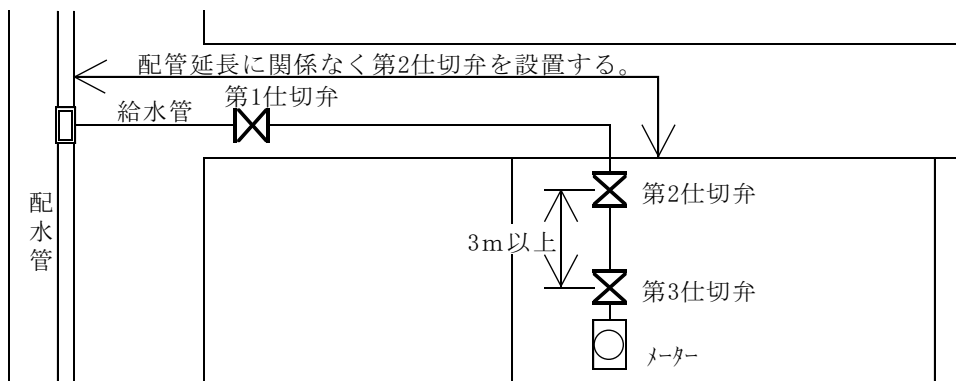 配管延長に関係なく第2仕切弁を設置する。
第1仕切弁
給水管
配水管
第2仕切弁
3m以上
第3仕切弁
ﾒｰﾀｰ